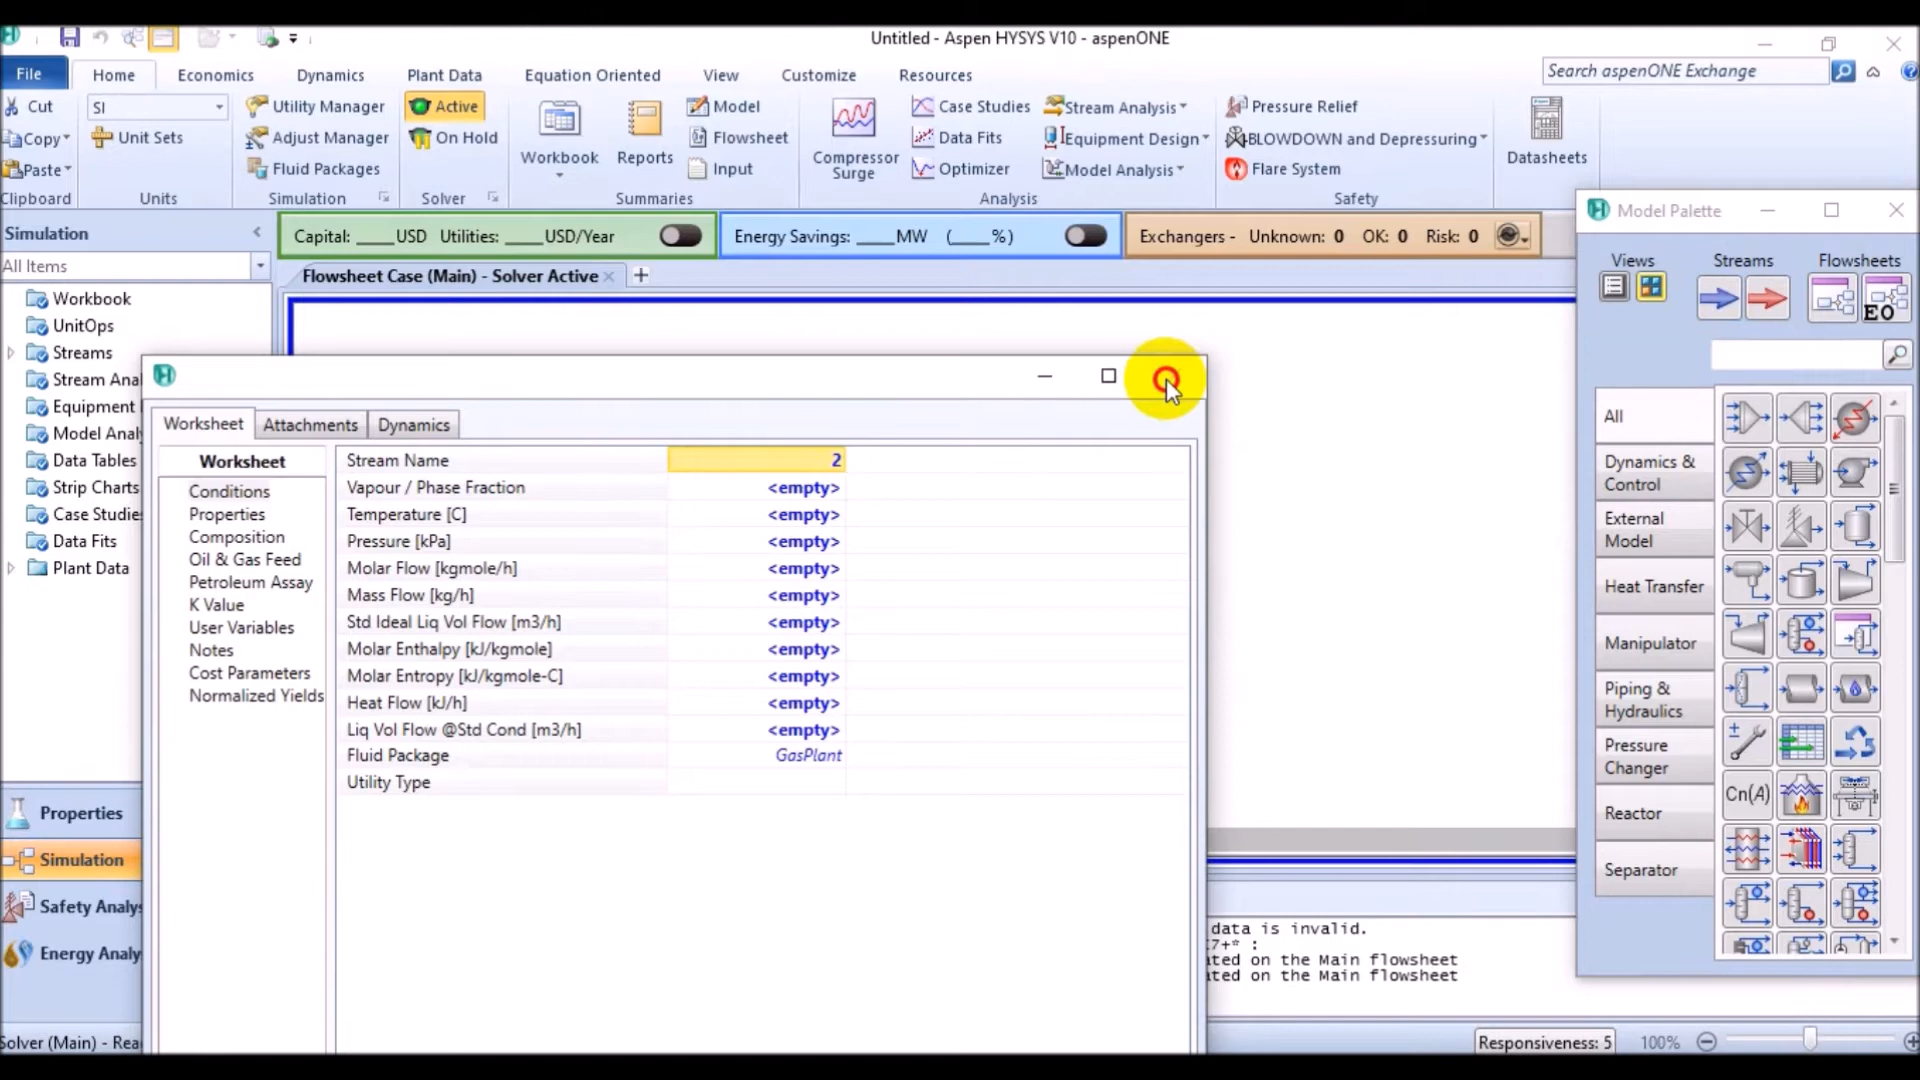 Untitled - Aspen HYSYS V10 - aspenONE
File
Home
Economics
Dynamics
Plant Data
Equation Oriented
View
Customize
Resources
Search aspenONE Exchange
Cut
Copy
Paste
Clipboard
SI
Unit Sets
Units
Utility Manager
Adjust Manager
Fluid Packages
Simulation
Active
On Hold
Solver
Workbook
Reports
Model
Flowsheet
Input
Summaries
Compressor
Surge
Case Studies
Data Fits
Optimizer
Stream Analysis
Equipment Design
Model Analysis
Analysis
Pressure Relief
BLOWDOWN and Depressuring
Flare System
Safety
Datasheets
Simulation
All Items
Workbook
UnitOps
Streams
Stream Ana
Equipment
Model Anal
Data Tables
Strip Charts
Case Studie
Data Fits
Plant Data
Properties
Simulation
Safety Analys
Energy Analy
Capital: ____USD Utilities: ____USD/Year
Energy Savings: ____MW (____%)
Exchangers - Unknown: 0 OK: 0 Risk: 0
Flowsheet Case (Main) - Solver Active
Worksheet
Attachments
Dynamics
Worksheet
Conditions
Properties
Composition
Oil & Gas Feed
Petroleum Assay
K Value
User Variables
Notes
Cost Parameters
Normalized Yields
Stream Name 2
Vapour / Phase Fraction <empty>
Temperature [C] <empty>
Pressure [kPa] <empty>
Molar Flow [kgmole/h] <empty>
Mass Flow [kg/h] <empty>
Std Ideal Liq Vol Flow [m3/h] <empty>
Molar Enthalpy [kJ/kgmole] <empty>
Molar Entropy [kJ/kgmole-C] <empty>
Heat Flow [kJ/h] <empty>
Liq Vol Flow @Std Cond [m3/h] <empty>
Fluid Package GasPlant
Utility Type
Model Palette
Views
Streams
Flowsheets
EO
All
Dynamics &
Control
External
Model
Heat Transfer
Manipulator
Piping &
Hydraulics
Pressure
Changer
Reactor
Separator
Cn(A)
data is invalid.
C7+* :
ated on the Main flowsheet
ated on the Main flowsheet
Solver (Main) - Rea
Responsiveness: 5
100%